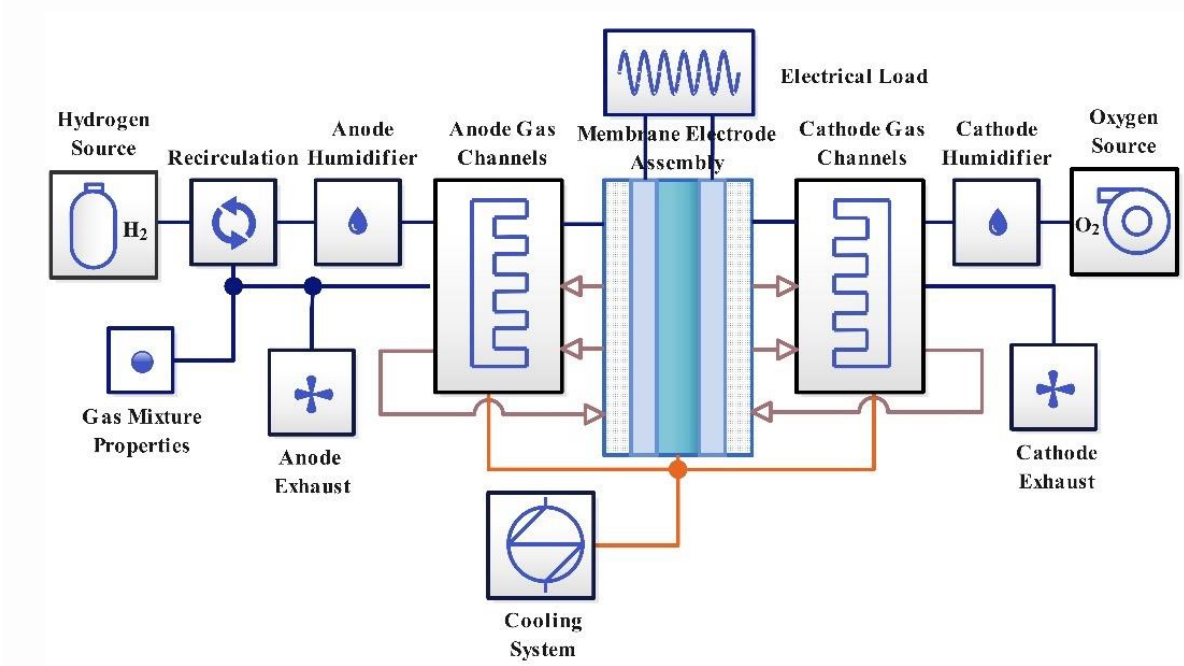 Electrical Load
Hydrogen
Source
Recirculation
Anode
Humidifier
Anode Gas
Channels
Membrane Electrode
Assembly
Cathode Gas
Channels
Cathode
Humidifier
Oxygen
Source
H2
O2
Gas Mixture
Properties
Anode
Exhaust
Cathode
Exhaust
Cooling
System